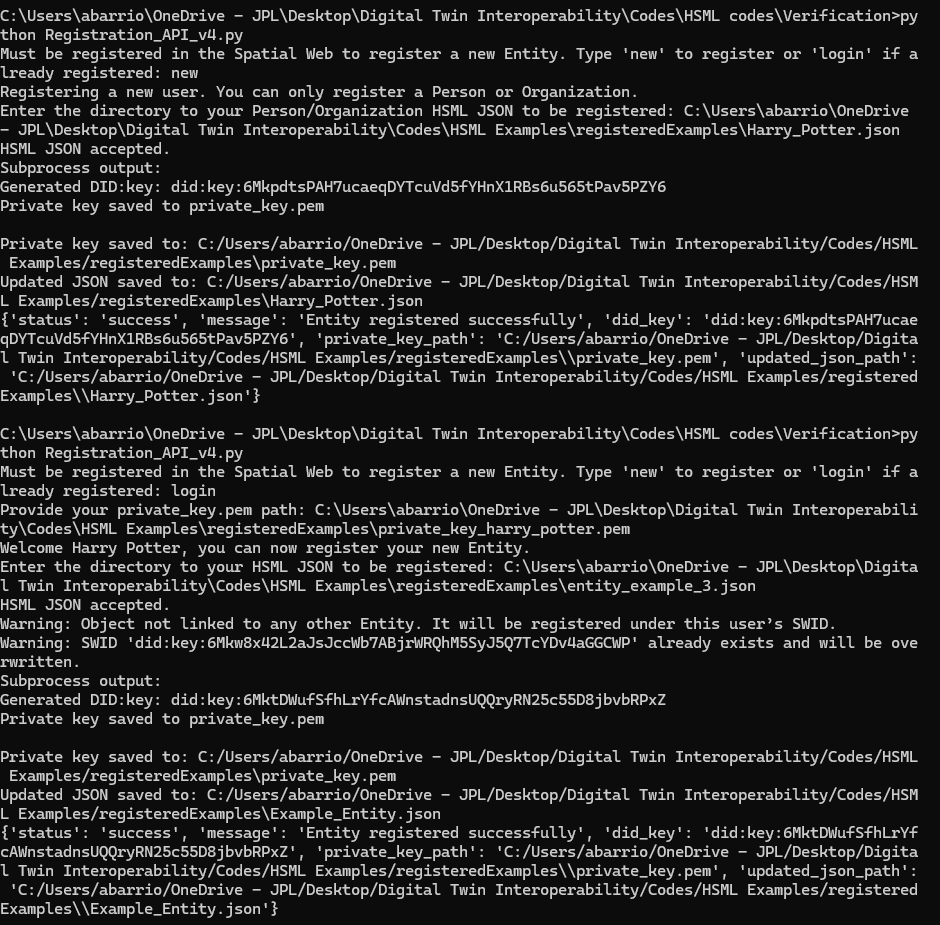 C:\Users\abarrio\OneDrive - JPL\Desktop\Digital Twin Interoperability\Codes\HSML codes\Verification>py
thon Registration_API_v4.py
Must be registered in the Spatial Web to register a new Entity. Type 'new' to register or 'login' if a
lready registered: new
Registering a new user. You can only register a Person or Organization.
Enter the directory to your Person/Organization HSML JSON to be registered: C:\Users\abarrio\OneDrive
- JPL\Desktop\Digital Twin Interoperability\Codes\HSML Examples\registeredExamples\Harry_Potter.json
HSML JSON accepted.
Subprocess output:
Generated DID:key: did:key:6MkpdtsPAH7ucaeqDYTcuVd5fYHnX1RBs6u565tPav5PZY6
Private key saved to private_key.pem

Private key saved to: C:/Users/abarrio/OneDrive - JPL/Desktop/Digital Twin Interoperability/Codes/HSML
 Examples/registeredExamples\private_key.pem
Updated JSON saved to: C:/Users/abarrio/OneDrive - JPL/Desktop/Digital Twin Interoperability/Codes/HSM
L Examples/registeredExamples\Harry_Potter.json
{'status': 'success', 'message': 'Entity registered successfully', 'did_key': 'did:key:6MkpdtsPAH7ucae
qDYTcuVd5fYHnX1RBs6u565tPav5PZY6', 'private_key_path': 'C:/Users/abarrio/OneDrive - JPL/Desktop/Digita
l Twin Interoperability/Codes/HSML Examples/registeredExamples\\private_key.pem', 'updated_json_path':
 'C:/Users/abarrio/OneDrive - JPL/Desktop/Digital Twin Interoperability/Codes/HSML Examples/registered
Examples\\Harry_Potter.json'}

C:\Users\abarrio\OneDrive - JPL\Desktop\Digital Twin Interoperability\Codes\HSML codes\Verification>py
thon Registration_API_v4.py
Must be registered in the Spatial Web to register a new Entity. Type 'new' to register or 'login' if a
lready registered: login
Provide your private_key.pem path: C:\Users\abarrio\OneDrive - JPL\Desktop\Digital Twin Interoperabili
ty\Codes\HSML Examples\registeredExamples\private_key_harry_potter.pem
Welcome Harry Potter, you can now register your new Entity.
Enter the directory to your HSML JSON to be registered: C:\Users\abarrio\OneDrive - JPL\Desktop\Digita
l Twin Interoperability\Codes\HSML Examples\registeredExamples\entity_example_3.json
HSML JSON accepted.
Warning: Object not linked to any other Entity. It will be registered under this user’s SWID.
Warning: SWID 'did:key:6Mkw8x42L2aJsJccWb7ABjrWRQhM5SyJ5Q7TcYDv4aGGCWP' already exists and will be ove
rwritten.
Subprocess output:
Generated DID:key: did:key:6MktDWufSfhLrYfcAWnstadnsUQQryRN25c55D8jbvbRPxZ
Private key saved to private_key.pem

Private key saved to: C:/Users/abarrio/OneDrive - JPL/Desktop/Digital Twin Interoperability/Codes/HSML
 Examples/registeredExamples\private_key.pem
Updated JSON saved to: C:/Users/abarrio/OneDrive - JPL/Desktop/Digital Twin Interoperability/Codes/HSM
L Examples/registeredExamples\Example_Entity.json
{'status': 'success', 'message': 'Entity registered successfully', 'did_key': 'did:key:6MktDWufSfhLrYf
cAWnstadnsUQQryRN25c55D8jbvbRPxZ', 'private_key_path': 'C:/Users/abarrio/OneDrive - JPL/Desktop/Digita
l Twin Interoperability/Codes/HSML Examples/registeredExamples\\private_key.pem', 'updated_json_path':
 'C:/Users/abarrio/OneDrive - JPL/Desktop/Digital Twin Interoperability/Codes/HSML Examples/registered
Examples\\Example_Entity.json'}